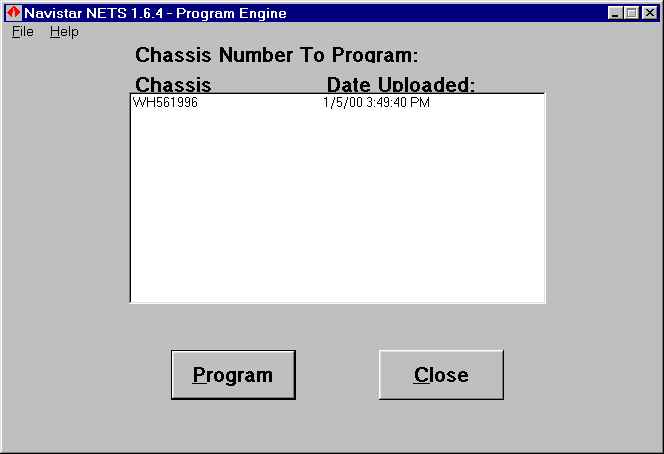 Navistar NETS 1.6.4 - Program Engine
File Help
Chassis Number To Program:
Chassis Date Uploaded:
WH561996 1/5/00 3:49:40 PM
Program Close